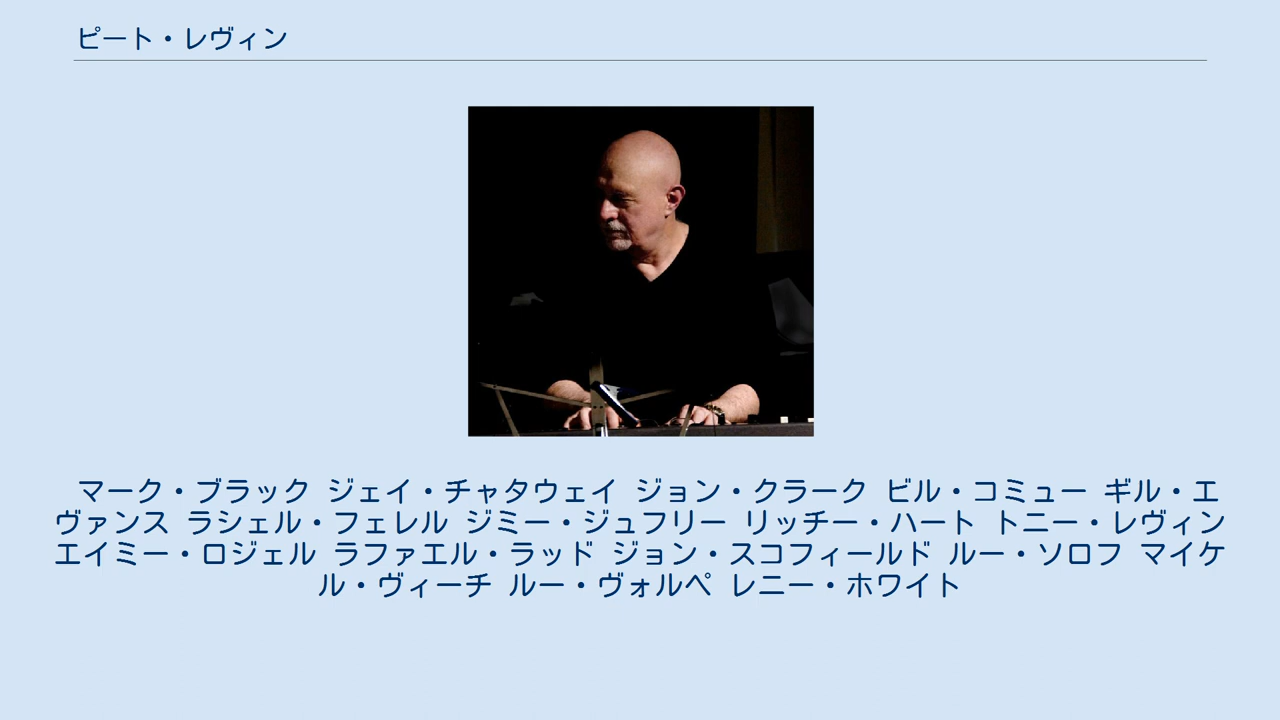 ピート・レヴィン
マーク・ブラック ジェイ・チャタウェイ ジョン・クラーク ビル・コミュー ギル・エ
ヴァンス ラシェル・フェレル ジミー・ジュフリー リッチー・ハート トニー・レヴィン
エイミー・ロジェル ラファエル・ラッド ジョン・スコフィールド ルー・ソロフ マイケ
ル・ヴィーチ ルー・ヴォルペ レニー・ホワイト